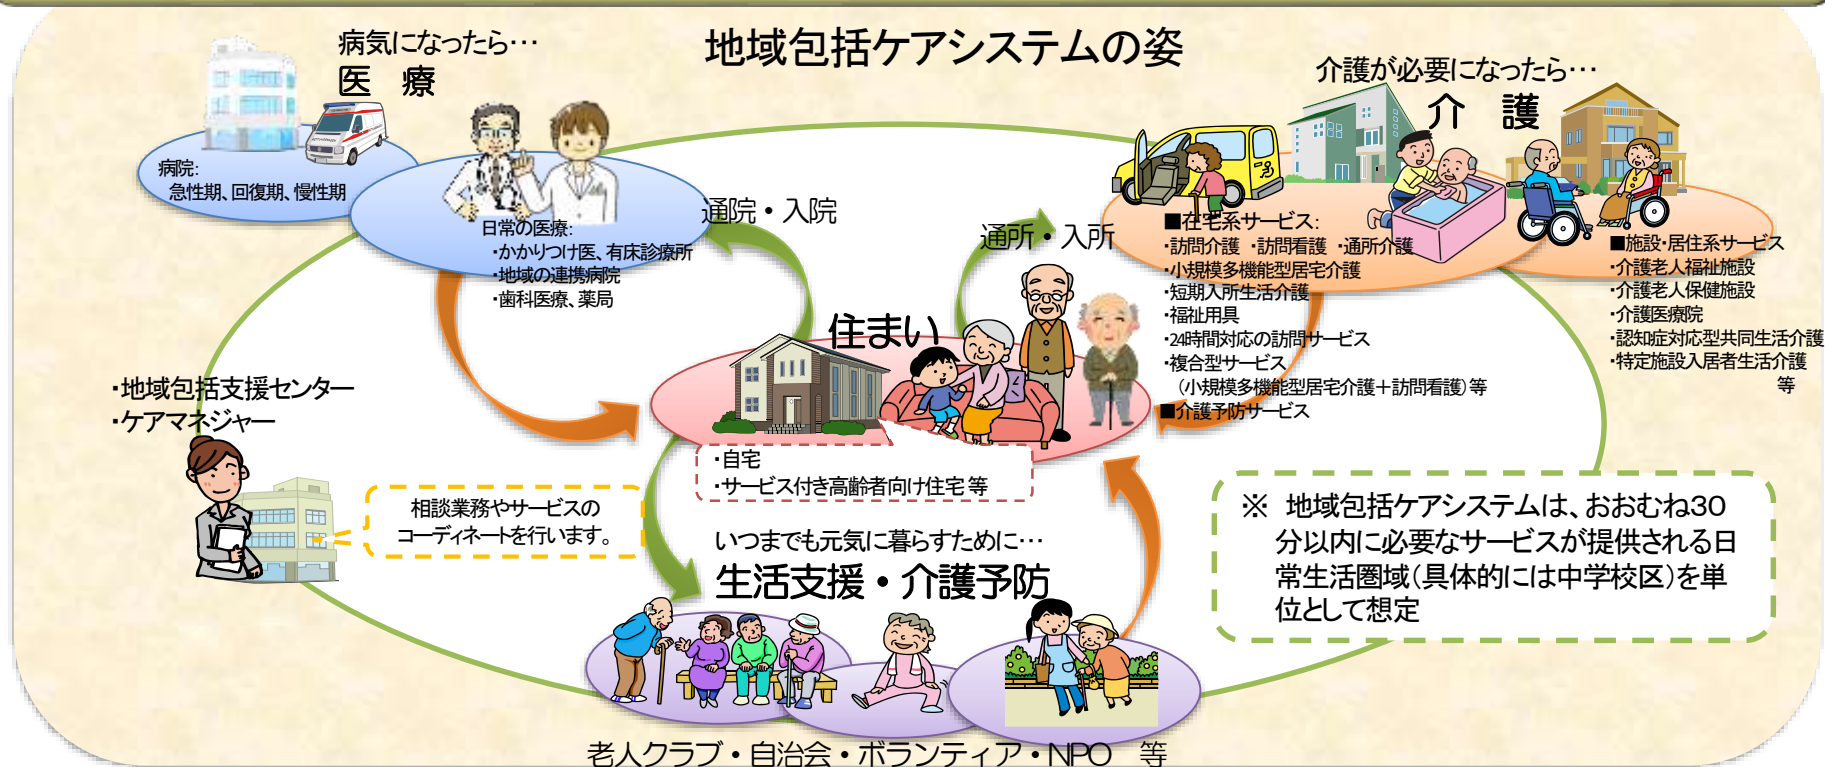 地域包括ケアシステムの姿
病気になったら…
医　療
病院:
急性期、回復期、慢性期
日常の医療:
・かかりつけ医、有床診療所
・地域の連携病院
・歯科医療、薬局
通院・入院
通所・入所
介護が必要になったら…
介　護
■在宅系サービス:
・訪問介護 ・訪問看護 ・通所介護
・小規模多機能型居宅介護
・短期入所生活介護
・福祉用具
・24時間対応の訪問サービス
・複合型サービス
（小規模多機能型居宅介護＋訪問看護）等
■介護予防サービス
■施設・居住系サービス
・介護老人福祉施設
・介護老人保健施設
・介護医療院
・認知症対応型共同生活介護
・特定施設入居者生活介護
等
住まい
・自宅
・サービス付き高齢者向け住宅 等
・地域包括支援センター
・ケアマネジャー
相談業務やサービスの
コーディネートを行います。
いつまでも元気に暮らすために…
生活支援・介護予防
老人クラブ・自治会・ボランティア・NPO　等
※　地域包括ケアシステムは、おおむね30
分以内に必要なサービスが提供される日
常生活圏域（具体的には中学校区）を単
位として想定